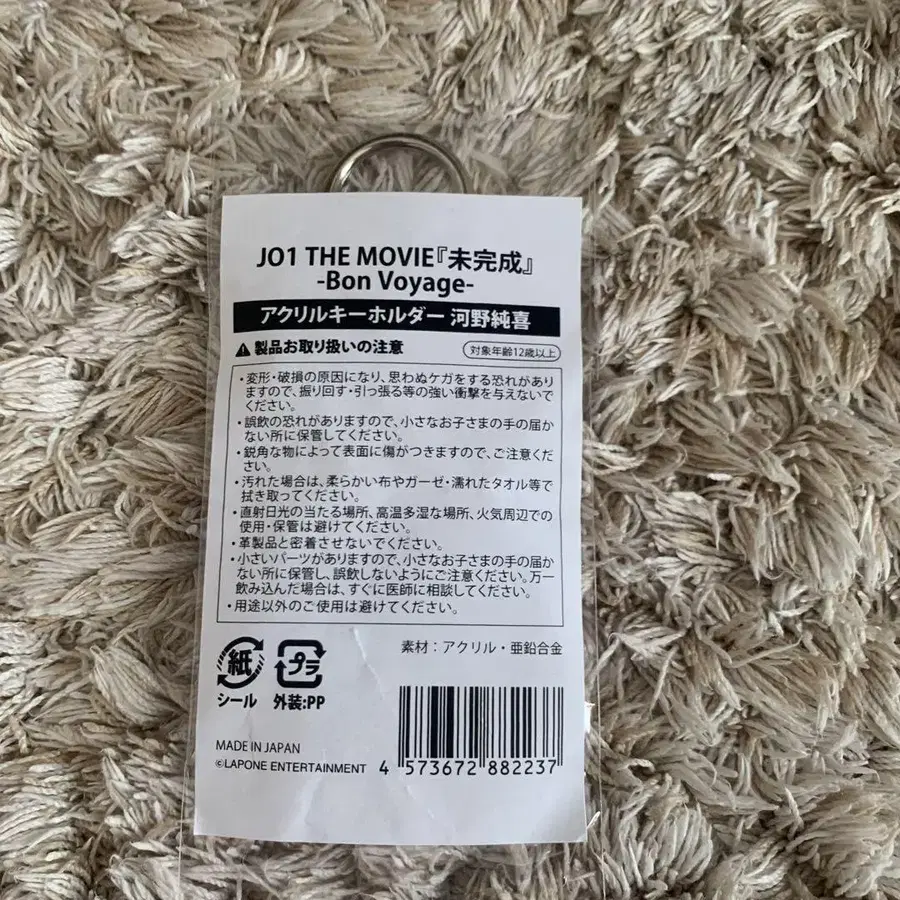 JO1 THE MOVIE『未完成』
-Bon Voyage-
アクリルキーホルダー 河野純喜
製品お取り扱いの注意
対象年齢12歳以上
・変形・破損の原因になり、思わぬケガをする恐れがあり
ますので、振り回す・引っ張る等の強い衝撃を与えないで
ください。
・誤飲の恐れがありますので、小さなお子さまの手の届か
ない所に保管してください。
・鋭角な物によって表面に傷がつきますので、ご注意くだ
さい。
・汚れた場合は、柔らかい布やガーゼ・濡れたタオル等で
拭き取ってください。
・直射日光の当たる場所、高温多湿な場所、火気周辺での
使用・保管は避けてください。
・革製品と密着させないでください。
・小さいパーツがありますので、小さなお子さまの手の届か
ない所に保管し、誤飲しないようにご注意ください。万一
飲み込んだ場合は、すぐに医師に相談してください。
・用途以外のご使用は避けてください。
素材：アクリル・亜鉛合金
紙
シール
プラ
外装:PP
MADE IN JAPAN
©LAPONE ENTERTAINMENT
4 573672 882237